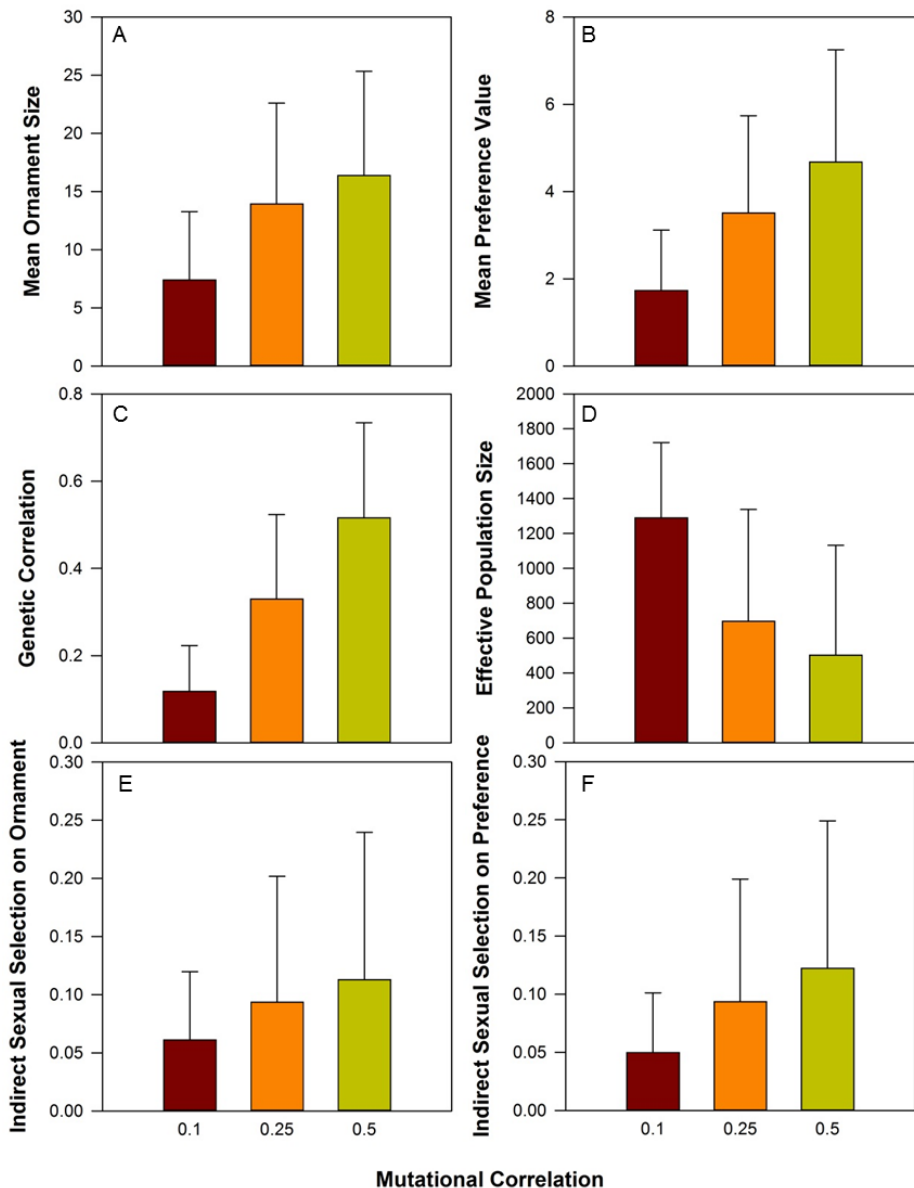 A
Mean Ornament Size
30
25
20
15
10
5
0
B
Mean Preference Value
8
6
4
2
0
C
Genetic Correlation
0.8
0.6
0.4
0.2
0.0
D
Effective Population Size
2000
1800
1600
1400
1200
1000
800
600
400
200
0
E
Indirect Sexual Selection on Ornament
0.30
0.25
0.20
0.15
0.10
0.05
0.00
0.1 0.25 0.5
F
Indirect Sexual Selection on Preference
0.30
0.25
0.20
0.15
0.10
0.05
0.00
0.1 0.25 0.5
Mutational Correlation